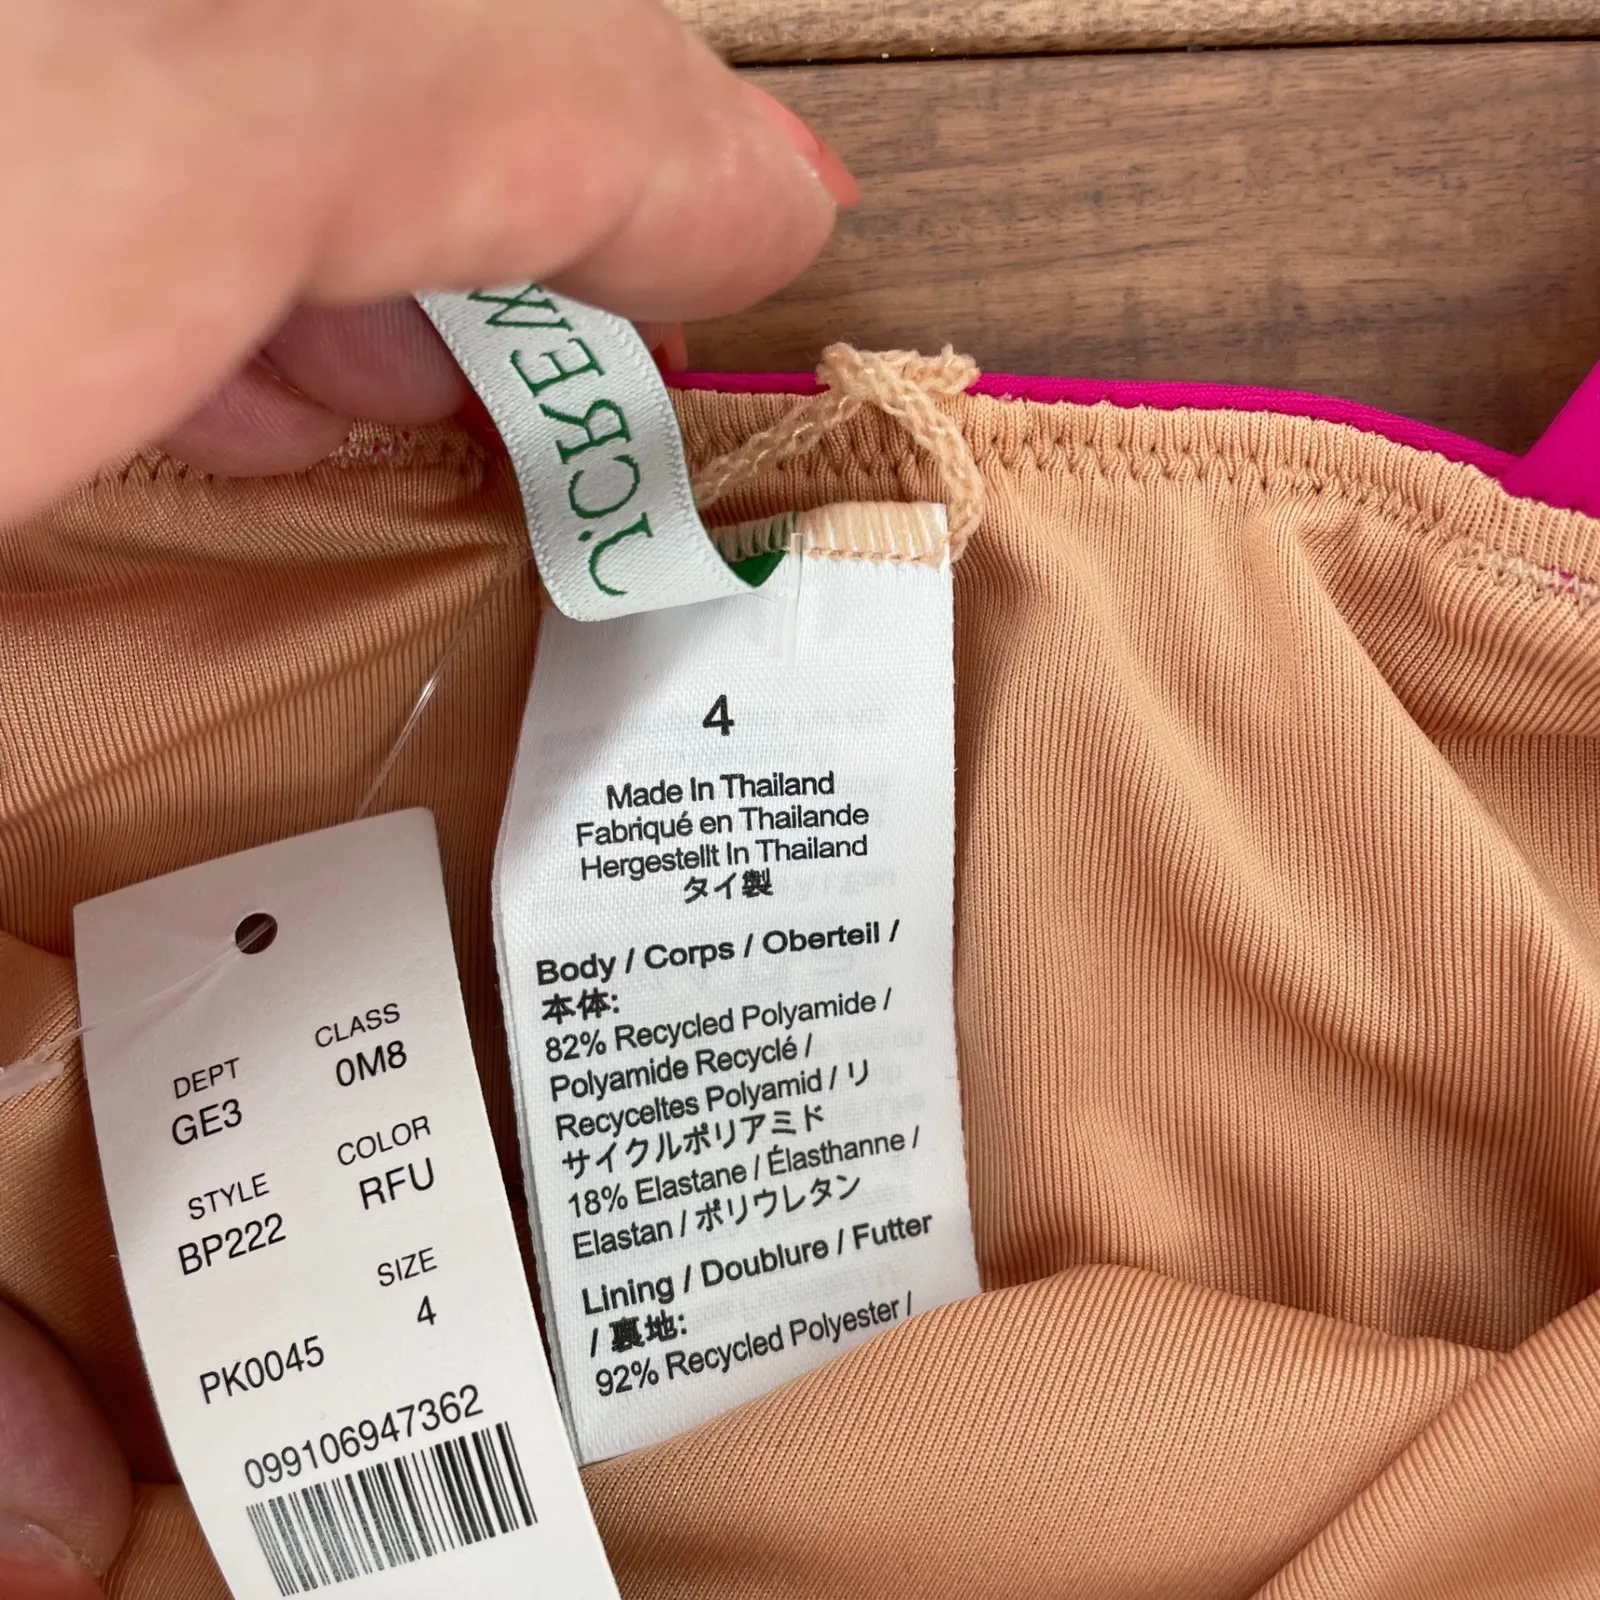 J.CREW
4
Made In Thailand
Fabriqué en Thailande
Hergestellt In Thailand
タイ製
Body / Corps / Oberteil /
本体:
82% Recycled Polyamide /
Polyamide Recyclé /
Recyceltes Polyamid / リ
サイクルポリアミド
18% Elastane / Élasthanne /
Elastan / ポリウレタン
Lining / Doublure / Futter
/ 裏地:
92% Recycled Polyester /
DEPT CLASS
GE3 0M8
STYLE COLOR
BP222 RFU
SIZE
4
PK0045
099106947362